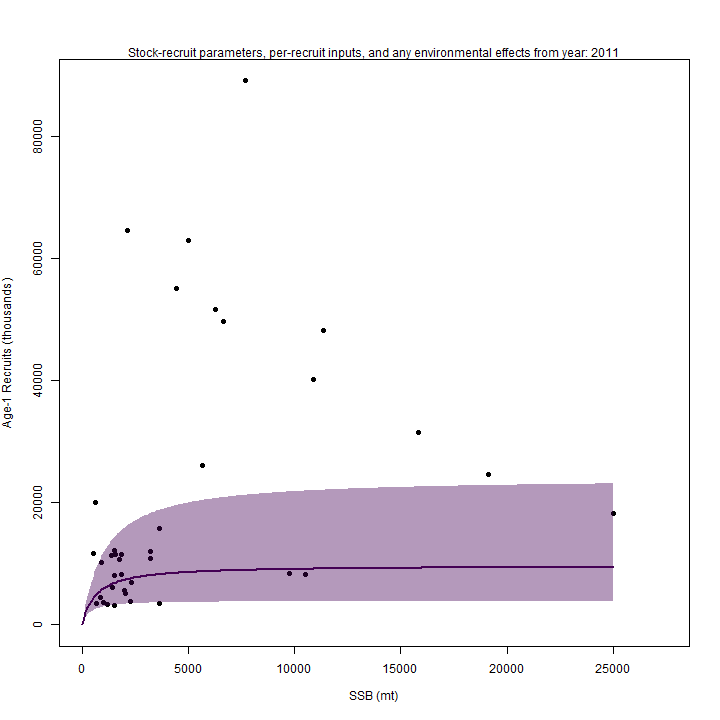 Stock-recruit parameters, per-recruit inputs, and any environmental effects from year: 2011
80000
60000
40000
20000
0
Age-1 Recruits (thousands)
0 5000 10000 15000 20000 25000
SSB (mt)